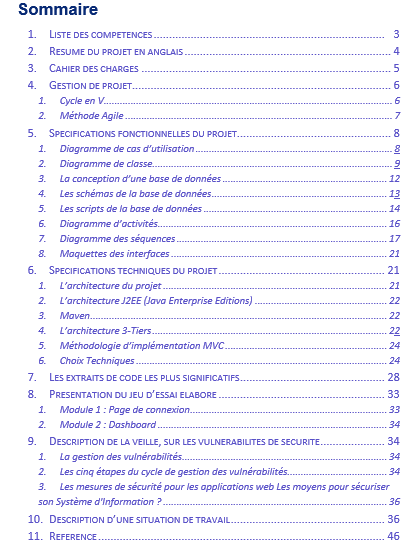 Sommaire
1. LISTE DES COMPETENCES ........ 3
2. RESUME DU PROJET EN ANGLAIS ........ 4
3. CAHIER DES CHARGES ........ 5
4. GESTION DE PROJET ........ 6
1. Cycle en V ........ 6
2. Méthode Agile ........ 7
5. SPECIFICATIONS FONCTIONNELLES DU PROJET ........ 8
1. Diagramme de cas d'utilisation ........ 8
2. Diagramme de classe ........ 9
3. La conception d'une base de données ........ 12
4. Les schémas de la base de données ........ 13
5. Les scripts de la base de données ........ 14
6. Diagramme d'activités ........ 16
7. Diagramme des séquences ........ 17
8. Maquettes des interfaces ........ 21
6. SPECIFICATIONS TECHNIQUES DU PROJET ........ 21
1. L'architecture du projet ........ 21
2. L'architecture J2EE (Java Enterprise Editions) ........ 22
3. Maven ........ 22
4. L'architecture 3-Tiers ........ 22
5. Méthodologie d'implémentation MVC ........ 24
6. Choix Techniques ........ 24
7. LES EXTRAITS DE CODE LES PLUS SIGNIFICATIFS ........ 28
8. PRESENTATION DU JEU D'ESSAI ELABORE ........ 33
1. Module 1 : Page de connexion ........ 33
2. Module 2 : Dashboard ........ 34
9. DESCRIPTION DE LA VEILLE, SUR LES VULNERABILITES DE SECURITE ........ 34
1. La gestion des vulnérabilités ........ 34
2. Les cinq étapes du cycle de gestion des vulnérabilités ........ 34
3. Les mesures de sécurité pour les applications web Les moyens pour sécuriser
son Système d'Information ? ........ 36
10. DESCRIPTION D'UNE SITUATION DE TRAVAIL ........ 36
11. REFERENCE ........ 46